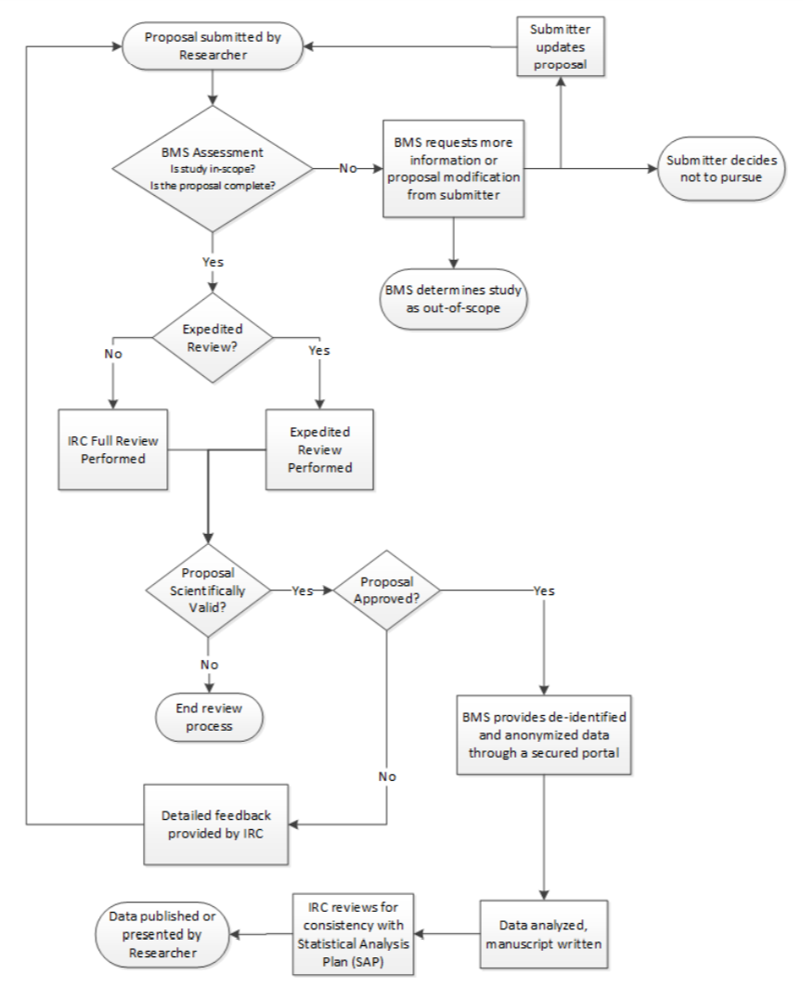 Proposal submitted by
Researcher
Submitter
updates
proposal
BMS Assessment
Is study in-scope?
Is the proposal complete?
No
BMS requests more
information or
proposal modification
from submitter
Submitter decides
not to pursue
Yes
BMS determines study
as out-of-scope
Expedited
Review?
No
Yes
IRC Full Review
Performed
Expedited
Review
Performed
Proposal
Scientifically
Valid?
Yes
Proposal
Approved?
Yes
No
End review
process
BMS provides de-identified
and anonymized data
through a secured portal
No
Detailed feedback
provided by IRC
Data published or
presented by
Researcher
IRC reviews for
consistency with
Statistical Analysis
Plan (SAP)
Data analyzed,
manuscript written